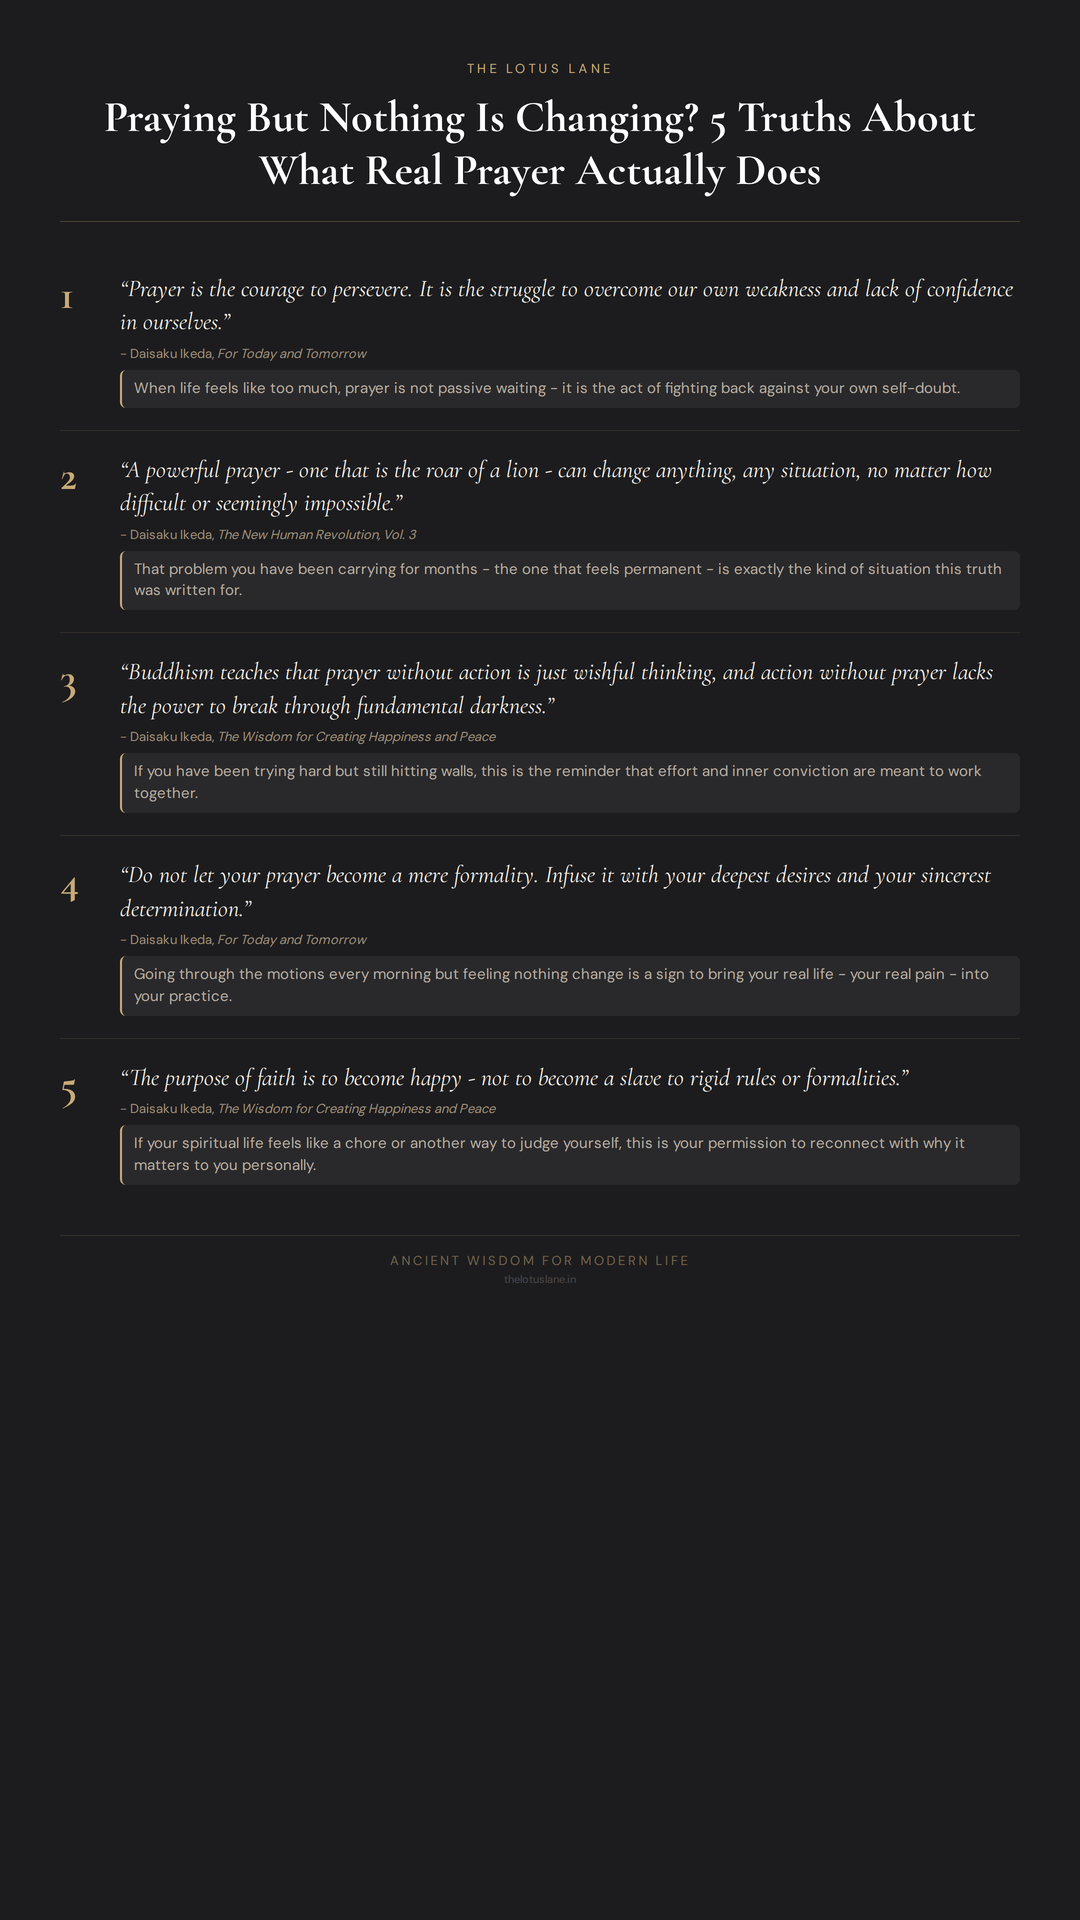 THE LOTUS LANE
Praying But Nothing Is Changing? 5 Truths About
What Real Prayer Actually Does
1
“Prayer is the courage to persevere. It is the struggle to overcome our own weakness and lack of confidence
in ourselves.”
- Daisaku Ikeda, For Today and Tomorrow
When life feels like too much, prayer is not passive waiting - it is the act of fighting back against your own self-doubt.
2
“A powerful prayer - one that is the roar of a lion - can change anything, any situation, no matter how
difficult or seemingly impossible.”
- Daisaku Ikeda, The New Human Revolution, Vol. 3
That problem you have been carrying for months - the one that feels permanent - is exactly the kind of situation this truth
was written for.
3
“Buddhism teaches that prayer without action is just wishful thinking, and action without prayer lacks
the power to break through fundamental darkness.”
- Daisaku Ikeda, The Wisdom for Creating Happiness and Peace
If you have been trying hard but still hitting walls, this is the reminder that effort and inner conviction are meant to work
together.
4
“Do not let your prayer become a mere formality. Infuse it with your deepest desires and your sincerest
determination.”
- Daisaku Ikeda, For Today and Tomorrow
Going through the motions every morning but feeling nothing change is a sign to bring your real life - your real pain - into
your practice.
5
“The purpose of faith is to become happy - not to become a slave to rigid rules or formalities.”
- Daisaku Ikeda, The Wisdom for Creating Happiness and Peace
If your spiritual life feels like a chore or another way to judge yourself, this is your permission to reconnect with why it
matters to you personally.
ANCIENT WISDOM FOR MODERN LIFE
thelotuslane.in